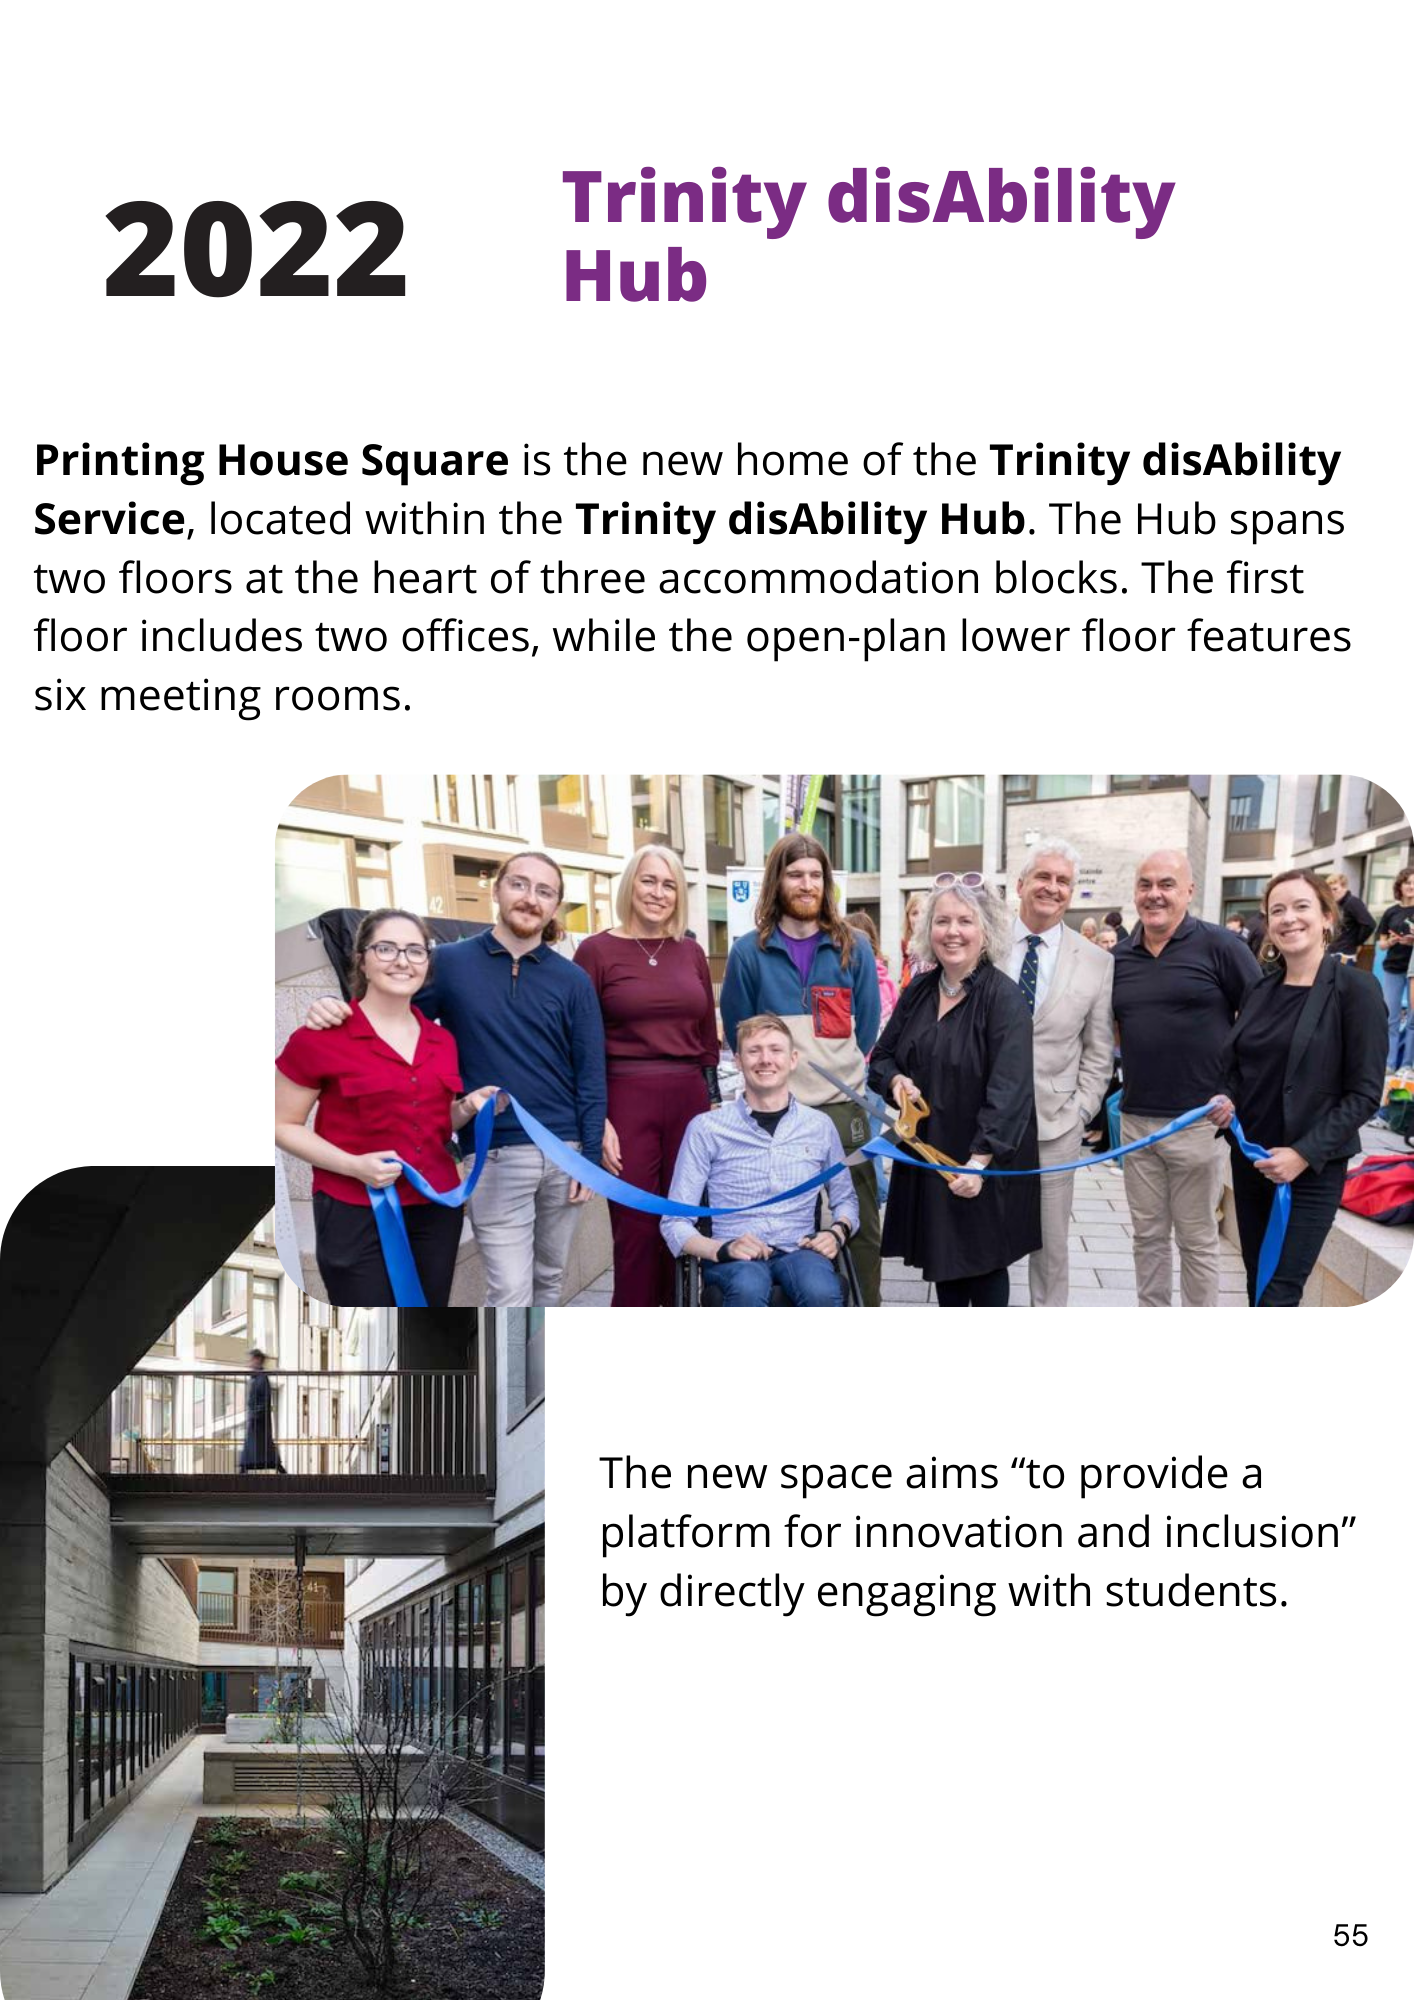 2022
Trinity disAbility
Hub
Printing House Square is the new home of the Trinity disAbility
Service, located within the Trinity disAbility Hub. The Hub spans
two floors at the heart of three accommodation blocks. The first
floor includes two offices, while the open-plan lower floor features
six meeting rooms.
42
The new space aims “to provide a
platform for innovation and inclusion”
by directly engaging with students.
41
55